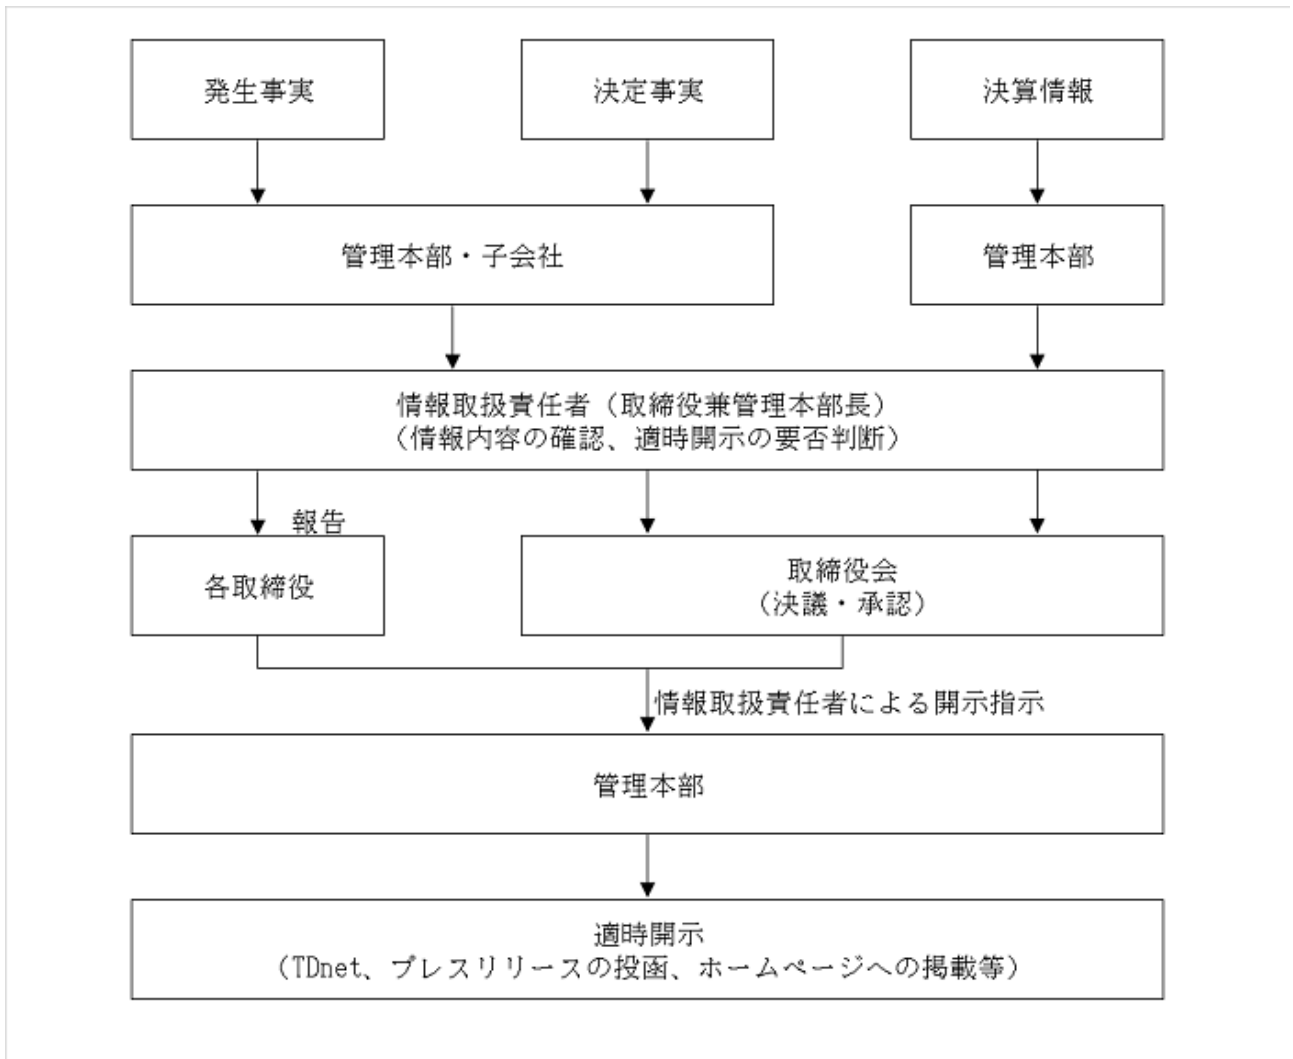 発生事実
決定事実
決算情報
管理本部・子会社
管理本部
情報取扱責任者（取締役兼管理本部長）
（情報内容の確認、適時開示の要否判断）
報告
各取締役
取締役会
（決議・承認）
情報取扱責任者による開示指示
管理本部
適時開示
（TDnet、プレスリリースの投函、ホームページへの掲載等）